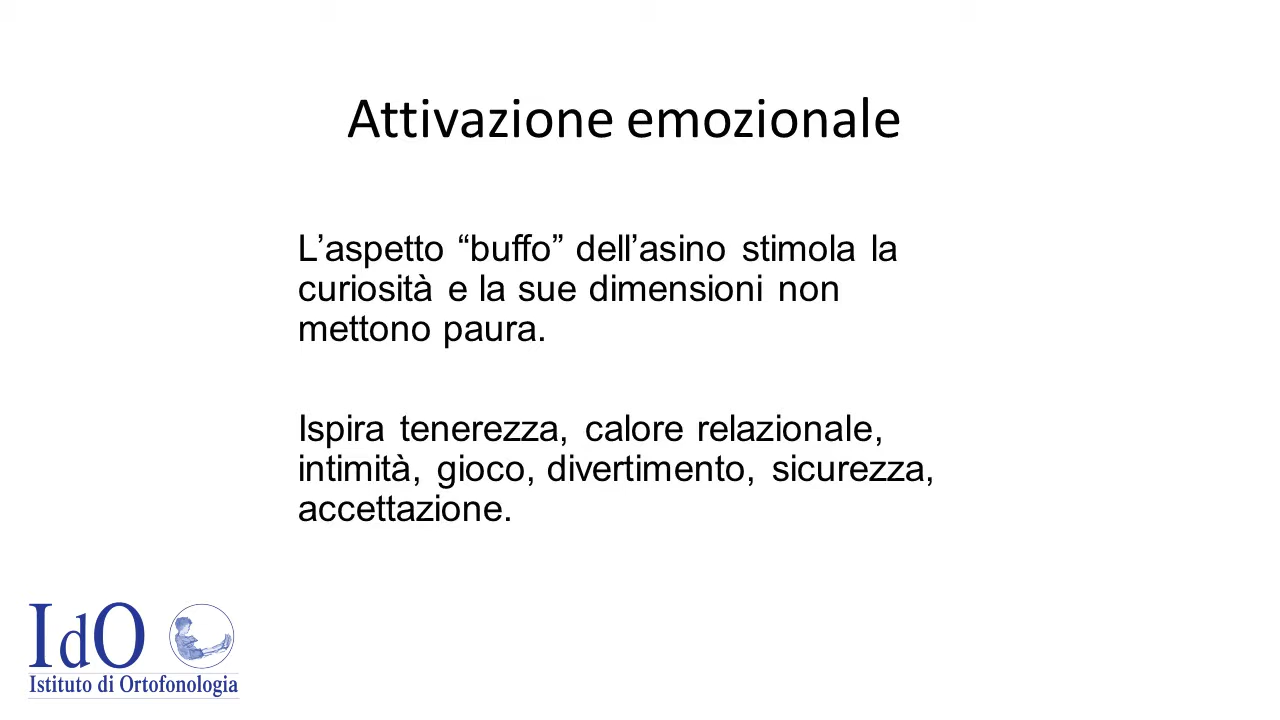 Attivazione emozionale
L’aspetto “buffo” dell’asino stimola la
curiosità e la sue dimensioni non
mettono paura.
Ispira tenerezza, calore relazionale,
intimità, gioco, divertimento, sicurezza,
accettazione.
IdO
Istituto di Ortofonologia